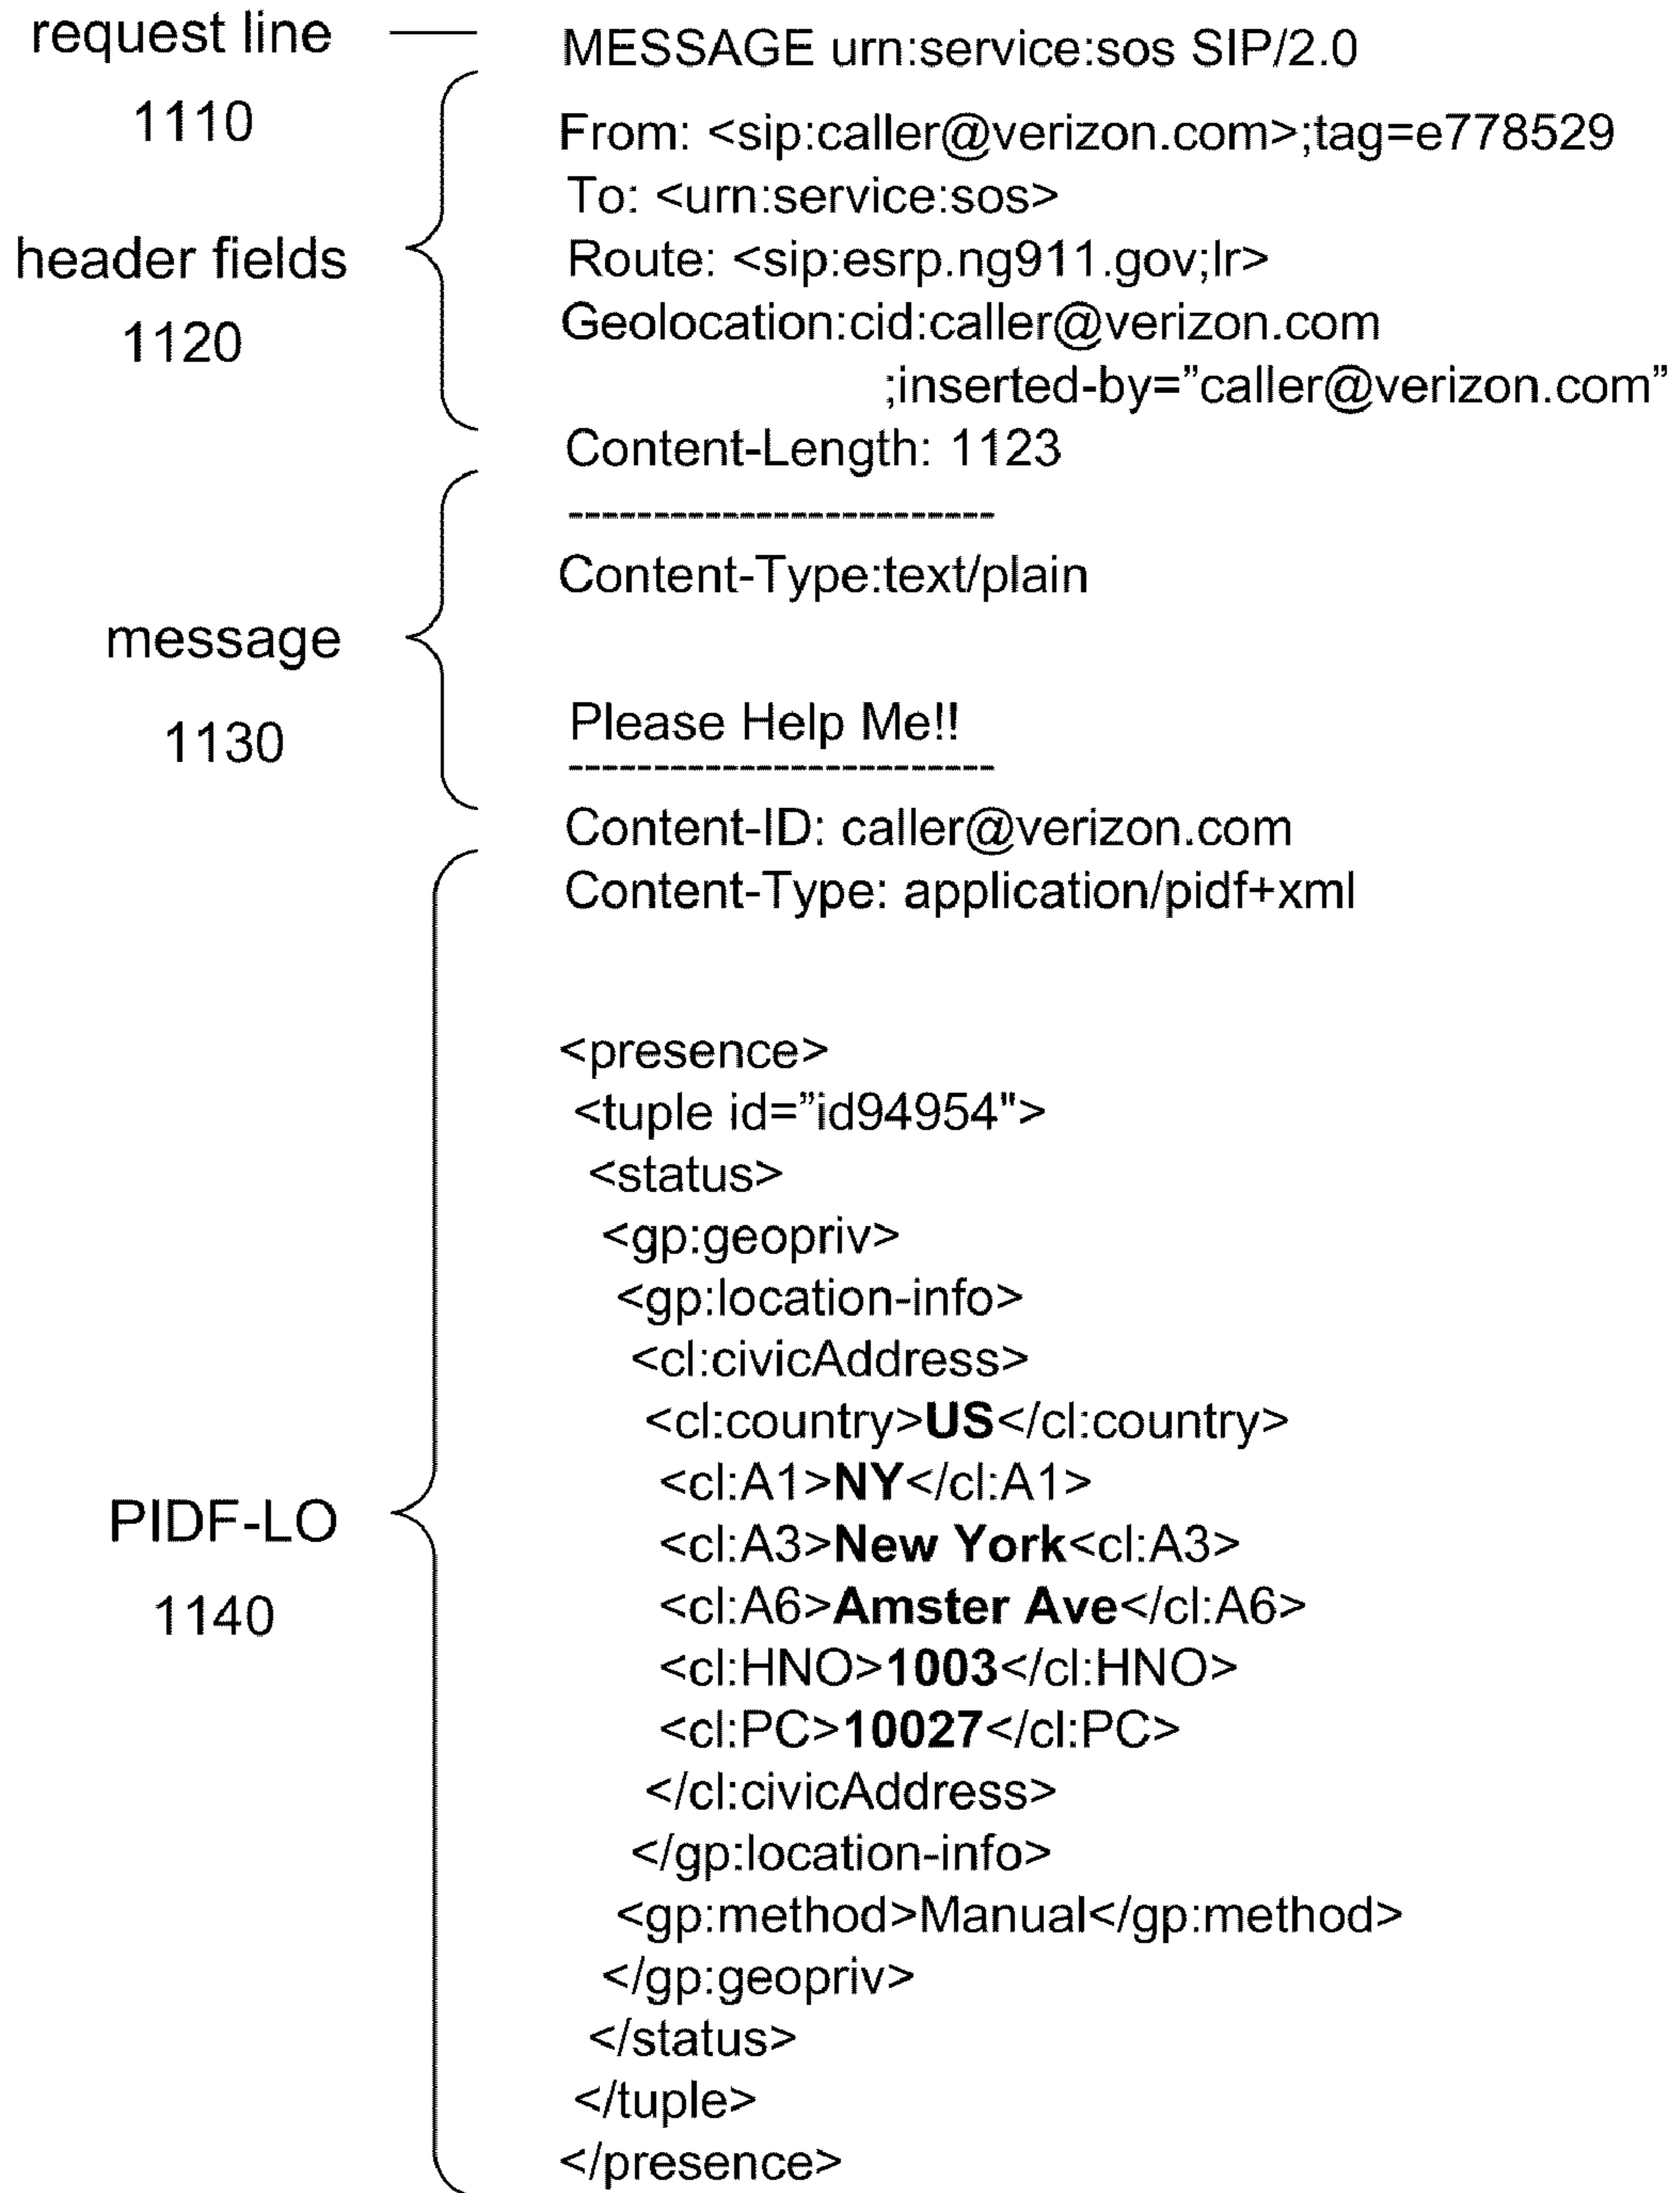 request line
1110
header fields
1120
message
1130
PIDF-LO
1140
MESSAGE urn:service:sos SIP/2.0
From: <sip:caller@verizon.com>;tag=e778529
To: <urn:service:sos>
Route: <sip:esrp.ng911.gov;lr>
Geolocation:cid:caller@verizon.com
;inserted-by=”caller@verizon.com”
Content-Length: 1123
-------------------------
Content-Type:text/plain
Please Help Me!!
-------------------------
Content-ID: caller@verizon.com
Content-Type: application/pidf+xml
<presence>
<tuple id=”id94954">
<status>
<gp:geopriv>
<gp:location-info>
<cl:civicAddress>
<cl:country>US</cl:country>
<cl:A1>NY</cl:A1>
<cl:A3>New York<cl:A3>
<cl:A6>Amster Ave</cl:A6>
<cl:HNO>1003</cl:HNO>
<cl:PC>10027</cl:PC>
</cl:civicAddress>
</gp:location-info>
<gp:method>Manual</gp:method>
</gp:geopriv>
</status>
</tuple>
</presence>